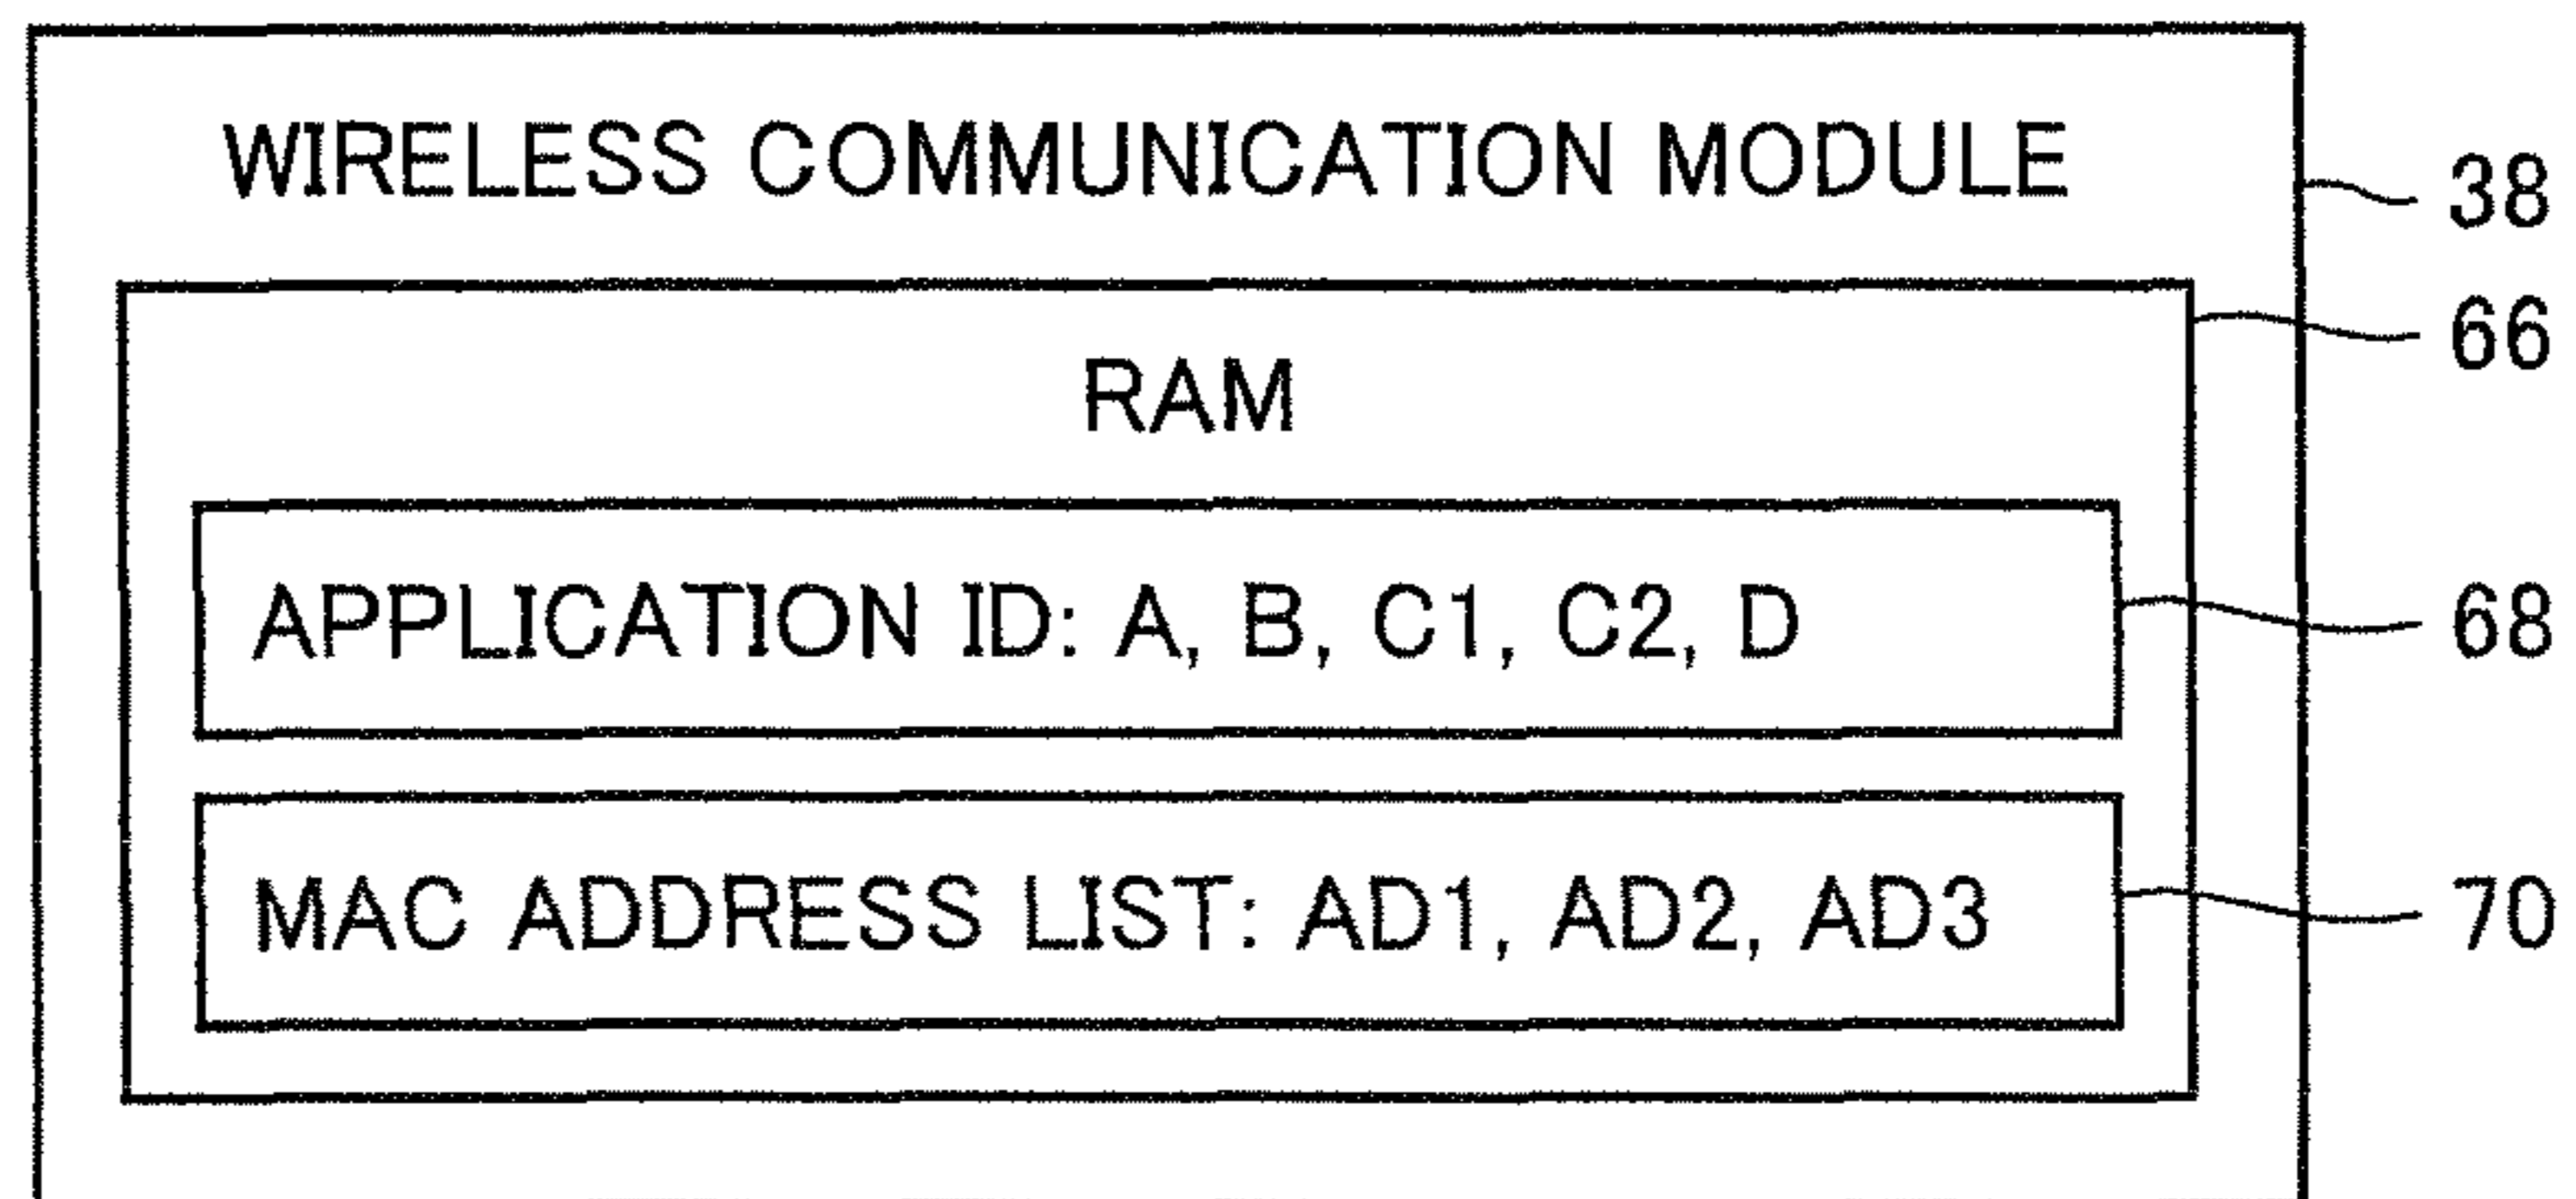 WIRELESS COMMUNICATION MODULE
38
66
RAM
APPLICATION ID: A, B, C1, C2, D
68
MAC ADDRESS LIST: AD1, AD2, AD3
70